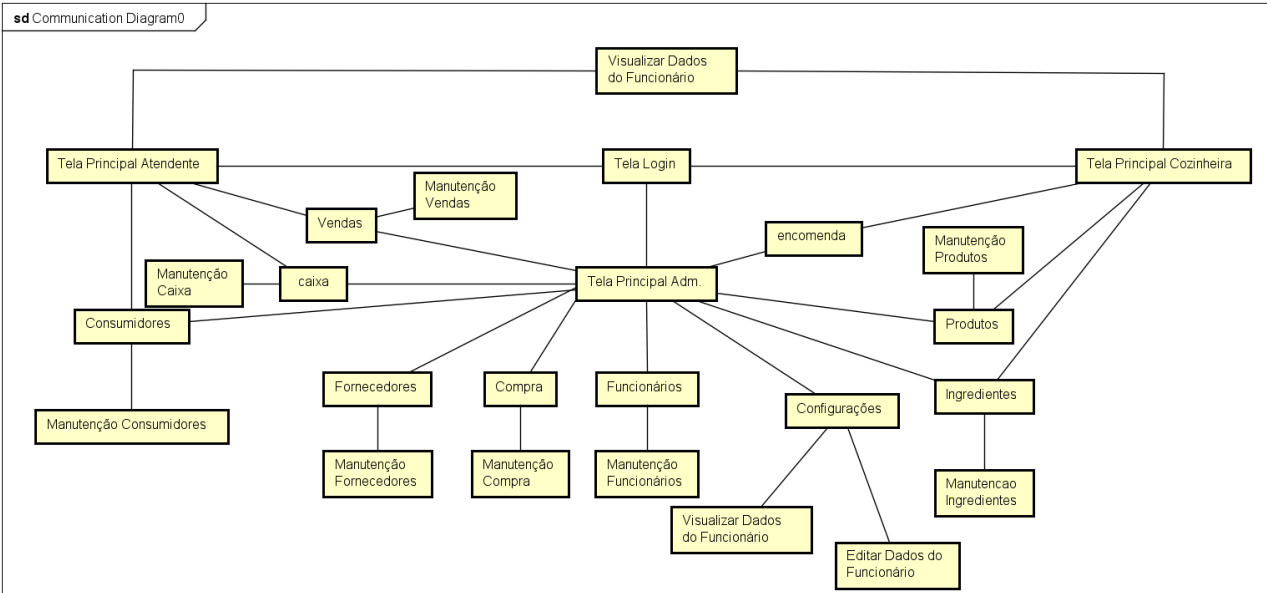 sd Communication Diagram0
Visualizar Dados
do Funcionário
Tela Principal Atendente
Tela Login
Tela Principal Cozinheira
Manutenção
Vendas
Vendas
encomenda
Manutenção
Produtos
Manutenção
Caixa
caixa
Tela Principal Adm.
Consumidores
Produtos
Fornecedores
Compra
Funcionários
Configurações
Ingredientes
Manutenção Consumidores
Manutenção
Fornecedores
Manutenção
Compra
Manutenção
Funcionários
Manutencao
Ingredientes
Visualizar Dados
do Funcionário
Editar Dados do
Funcionário